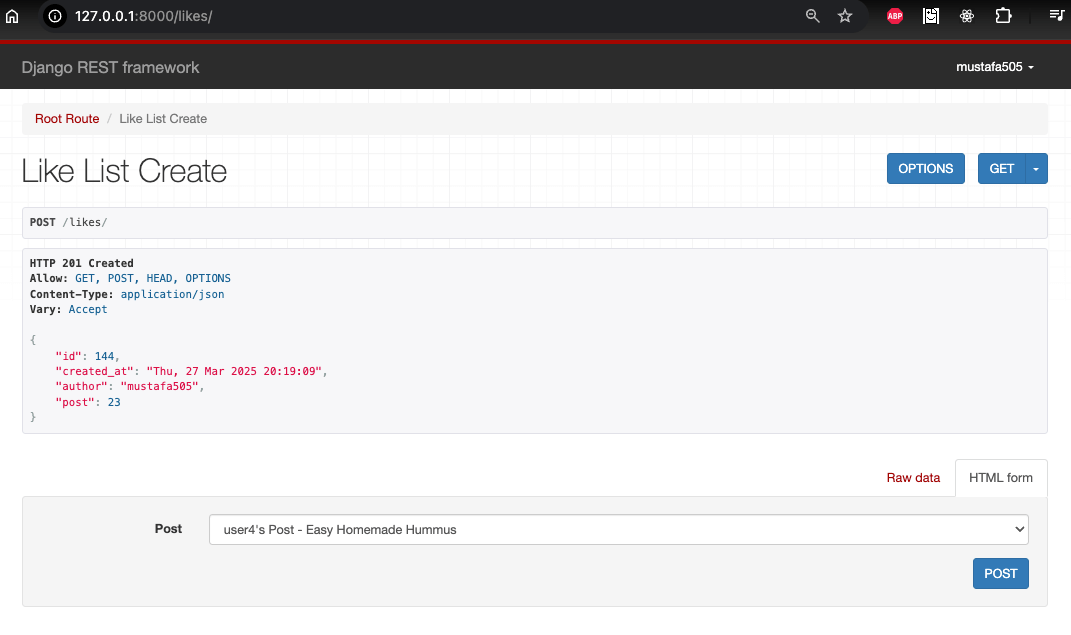 127.0.0.1:8000/likes/
ABP
Django REST framework
mustafa505
Root Route / Like List Create
Like List Create
OPTIONS
GET
POST /likes/
HTTP 201 Created
Allow: GET, POST, HEAD, OPTIONS
Content-Type: application/json
Vary: Accept
{
"id": 144,
"created_at": "Thu, 27 Mar 2025 20:19:09",
"author": "mustafa505",
"post": 23
}
Raw data
HTML form
Post
user4's Post - Easy Homemade Hummus
POST